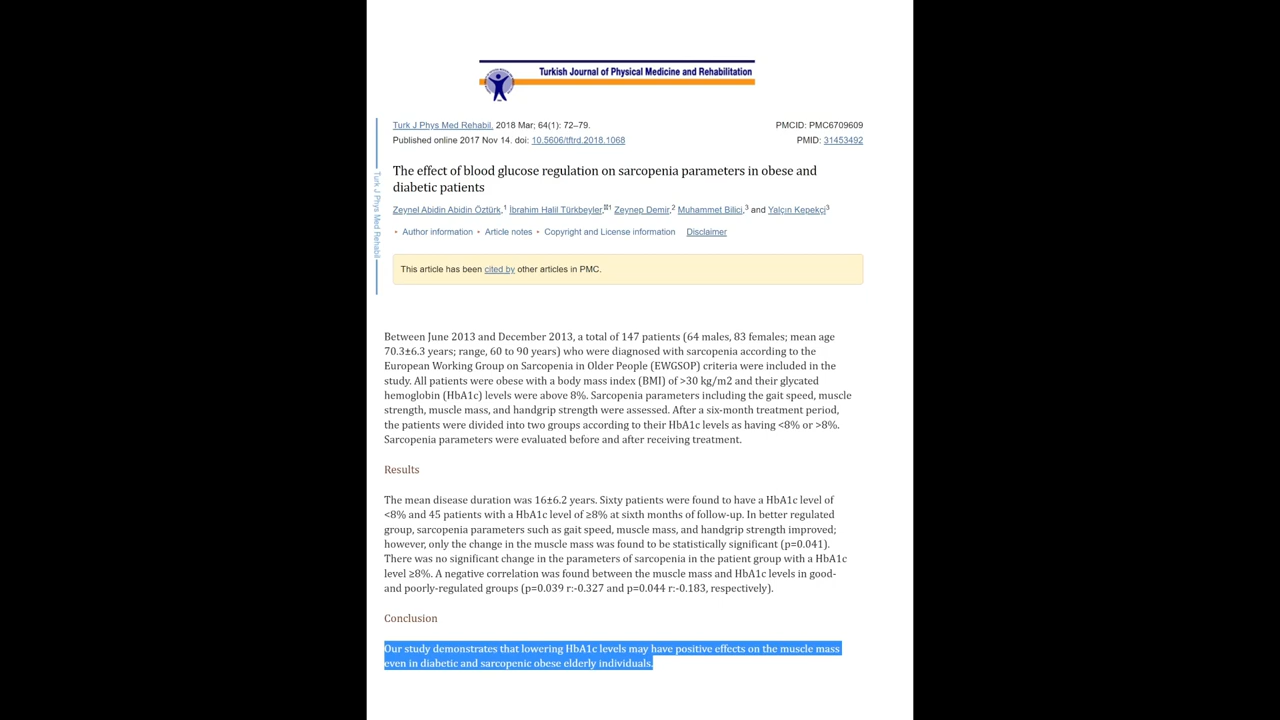 Turkish Journal of Physical Medicine and Rehabilitation
Turk J Phys Med Rehabil. 2018 Mar; 64(1): 72–79.
PMCID: PMC6709609
Published online 2017 Nov 14. doi: 10.5606/tftrd.2018.1068
PMID: 31453492
Turk J Phys Med Rehabil
The effect of blood glucose regulation on sarcopenia parameters in obese and
diabetic patients
Zeynel Abidin Abidin Öztürk,1 İbrahim Halil Türkbeyler,✉1 Zeynep Demir,2 Muhammet Bilici,3 and Yalçın Kepekçi3
• Author information • Article notes • Copyright and License information Disclaimer
This article has been cited by other articles in PMC.
Between June 2013 and December 2013, a total of 147 patients (64 males, 83 females; mean age
70.3±6.3 years; range, 60 to 90 years) who were diagnosed with sarcopenia according to the
European Working Group on Sarcopenia in Older People (EWGSOP) criteria were included in the
study. All patients were obese with a body mass index (BMI) of >30 kg/m2 and their glycated
hemoglobin (HbA1c) levels were above 8%. Sarcopenia parameters including the gait speed, muscle
strength, muscle mass, and handgrip strength were assessed. After a six-month treatment period,
the patients were divided into two groups according to their HbA1c levels as having <8% or >8%.
Sarcopenia parameters were evaluated before and after receiving treatment.
Results
The mean disease duration was 16±6.2 years. Sixty patients were found to have a HbA1c level of
<8% and 45 patients with a HbA1c level of ≥8% at sixth months of follow-up. In better regulated
group, sarcopenia parameters such as gait speed, muscle mass, and handgrip strength improved;
however, only the change in the muscle mass was found to be statistically significant (p=0.041).
There was no significant change in the parameters of sarcopenia in the patient group with a HbA1c
level ≥8%. A negative correlation was found between the muscle mass and HbA1c levels in good-
and poorly-regulated groups (p=0.039 r:-0.327 and p=0.044 r:-0.183, respectively).
Conclusion
Our study demonstrates that lowering HbA1c levels may have positive effects on the muscle mass
even in diabetic and sarcopenic obese elderly individuals.